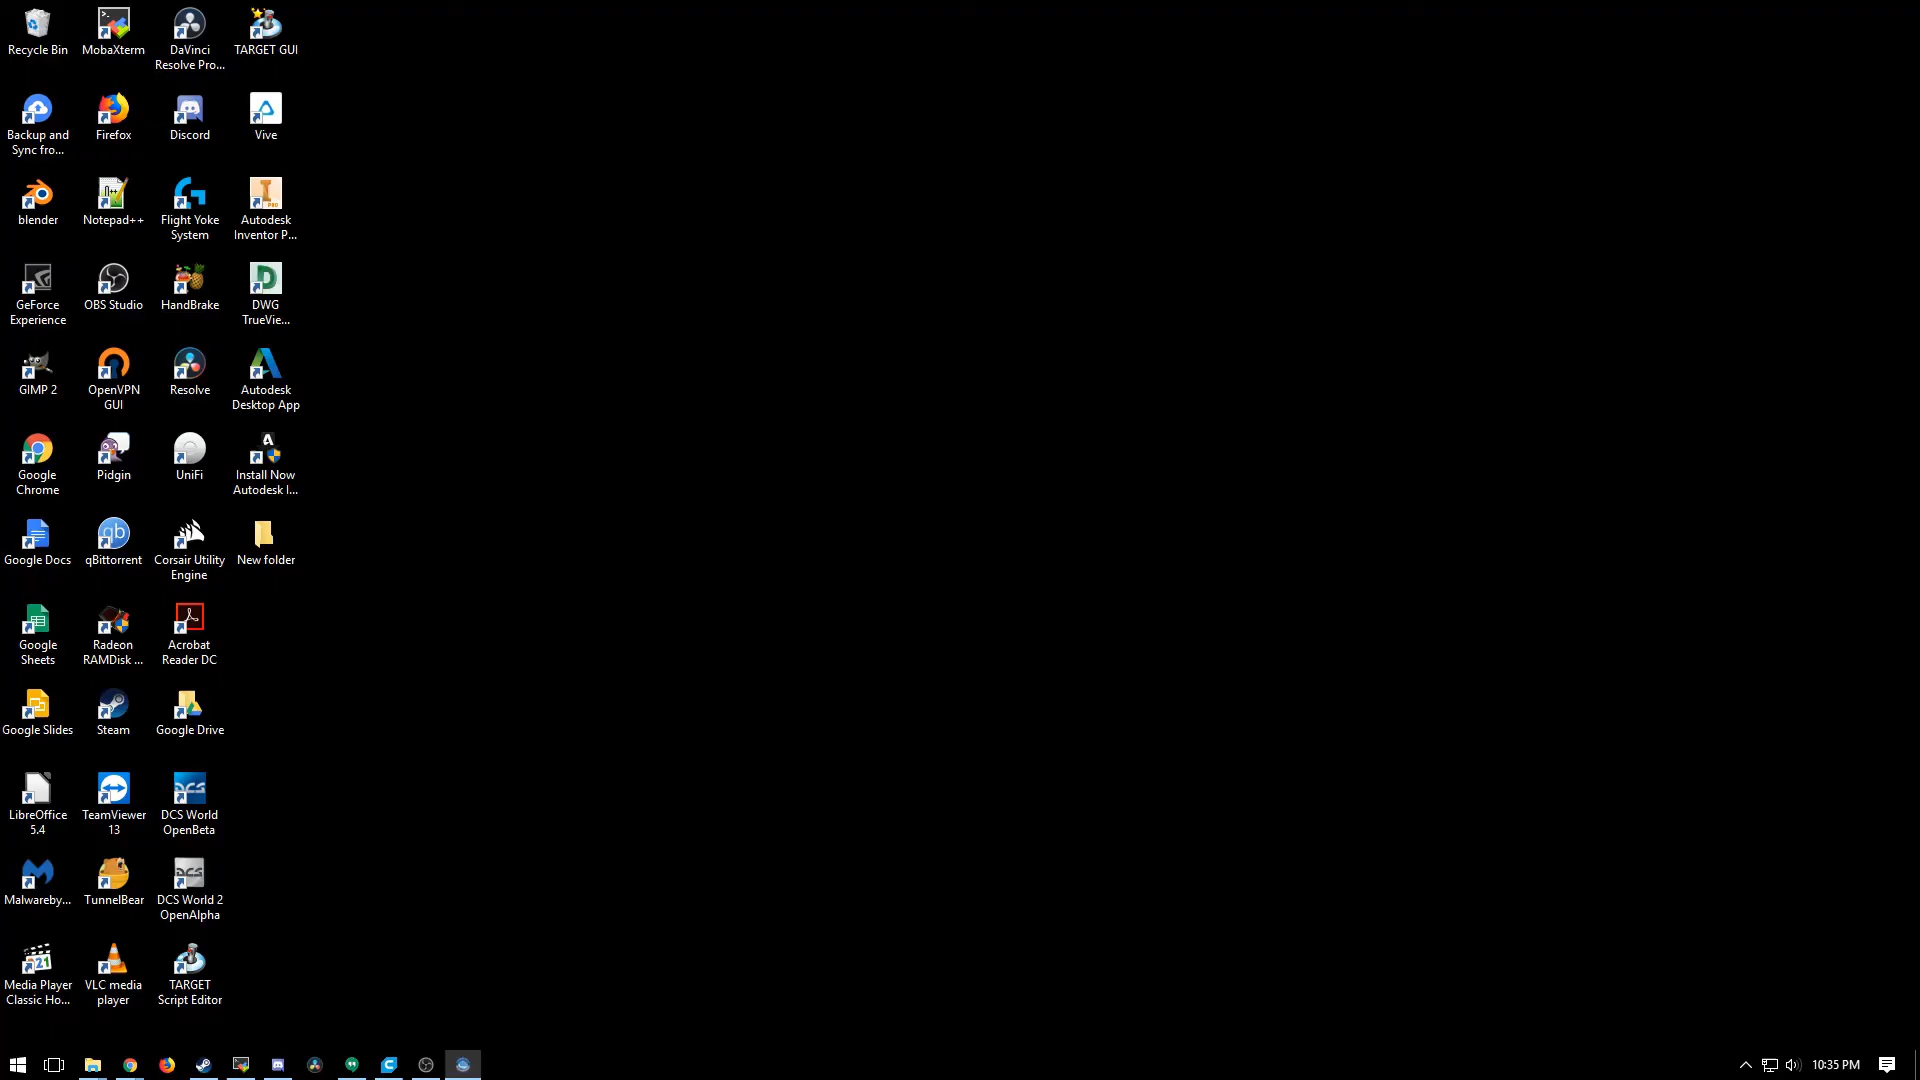 Recycle Bin
MobaXterm
DaVinci
Resolve Pro...
TARGET GUI
Backup and
Sync fro...
Firefox
Discord
Vive
blender
Notepad++
Flight Yoke
System
Autodesk
Inventor P...
GeForce
Experience
OBS Studio
HandBrake
DWG
TrueVie...
GIMP 2
OpenVPN
GUI
Resolve
Autodesk
Desktop App
Google
Chrome
Pidgin
UniFi
Install Now
Autodesk I...
Google Docs
qBittorrent
Corsair Utility
Engine
New folder
Google
Sheets
Radeon
RAMDisk ...
Acrobat
Reader DC
Google Slides
Steam
Google Drive
LibreOffice
5.4
TeamViewer
13
DCS World
OpenBeta
Malwareby...
TunnelBear
DCS World 2
OpenAlpha
Media Player
Classic Ho...
VLC media
player
TARGET
Script Editor
10:35 PM